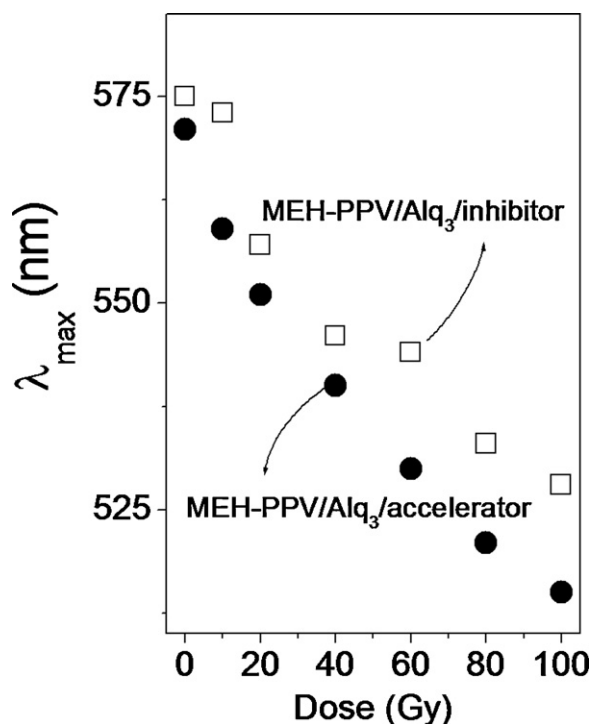 575
550
525
λmax (nm)
MEH-PPV/Alq₃/inhibitor
MEH-PPV/Alq₃/accelerator
0 20 40 60 80 100
Dose (Gy)